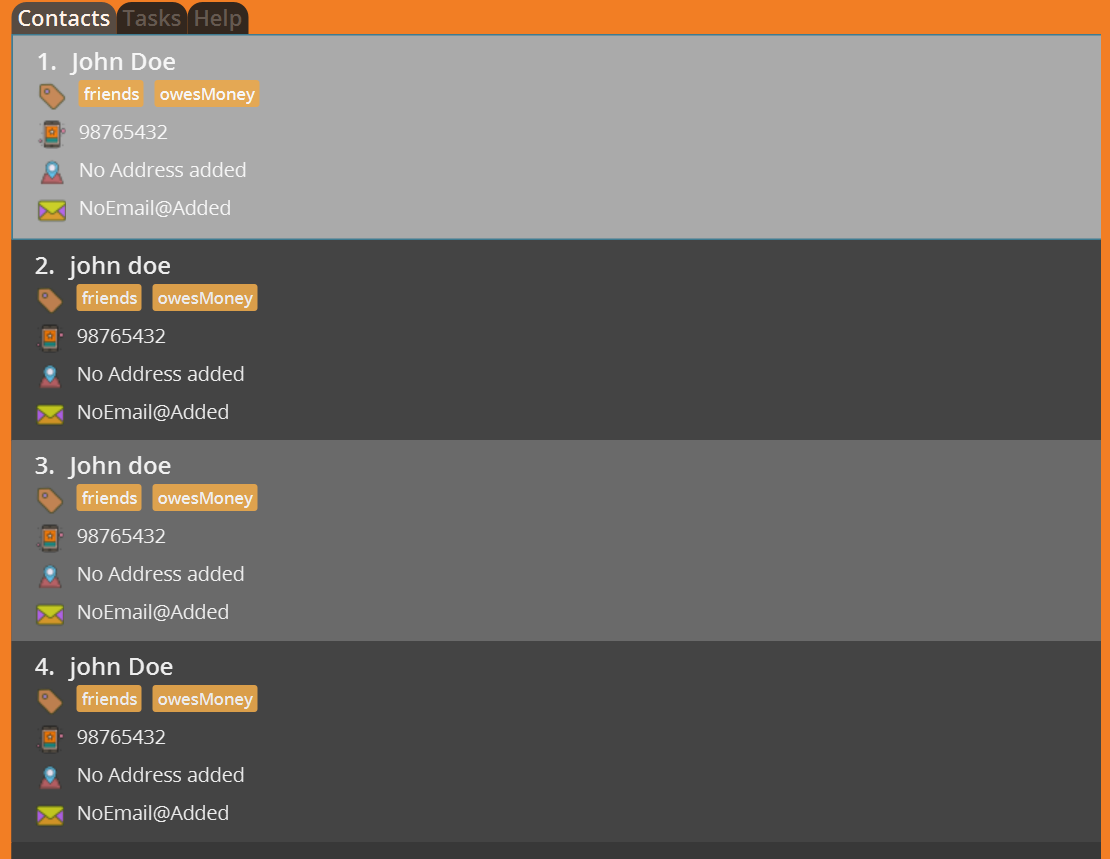 Contacts Tasks Help
1. John Doe
friends owesMoney
98765432
No Address added
NoEmail@Added
2. john doe
friends owesMoney
98765432
No Address added
NoEmail@Added
3. John doe
friends owesMoney
98765432
No Address added
NoEmail@Added
4. john Doe
friends owesMoney
98765432
No Address added
NoEmail@Added